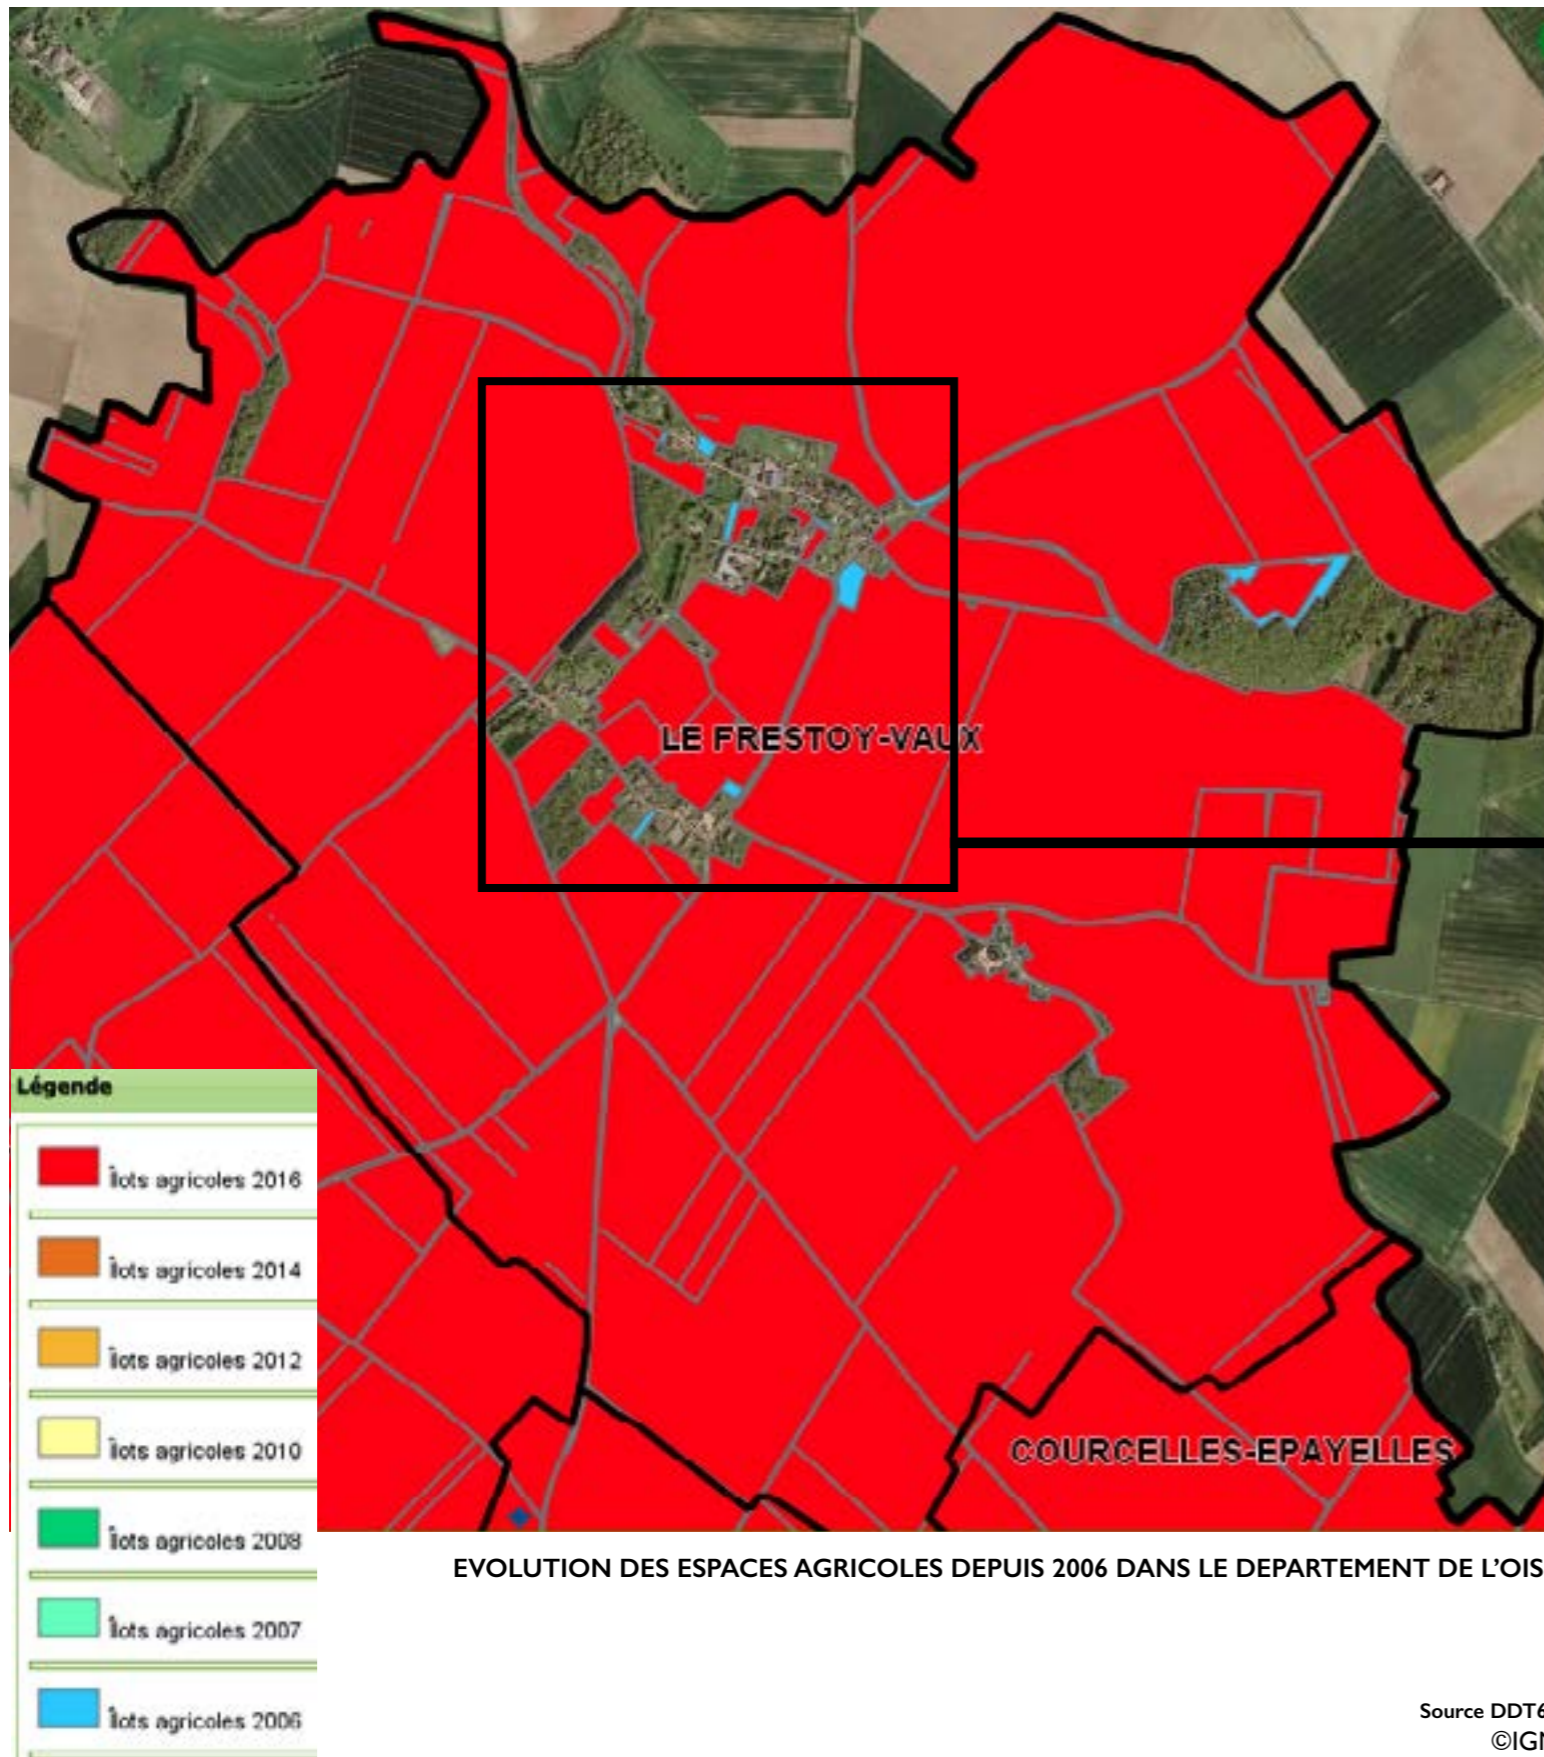 LE FRESTOY-VAUX
COURCELLES-EPAYELLES
Légende
Îlots agricoles 2016
Îlots agricoles 2014
Îlots agricoles 2012
Îlots agricoles 2010
Îlots agricoles 2008
Îlots agricoles 2007
Îlots agricoles 2006
EVOLUTION DES ESPACES AGRICOLES DEPUIS 2006 DANS LE DEPARTEMENT DE L’OIS
Source DDT6
©IGN